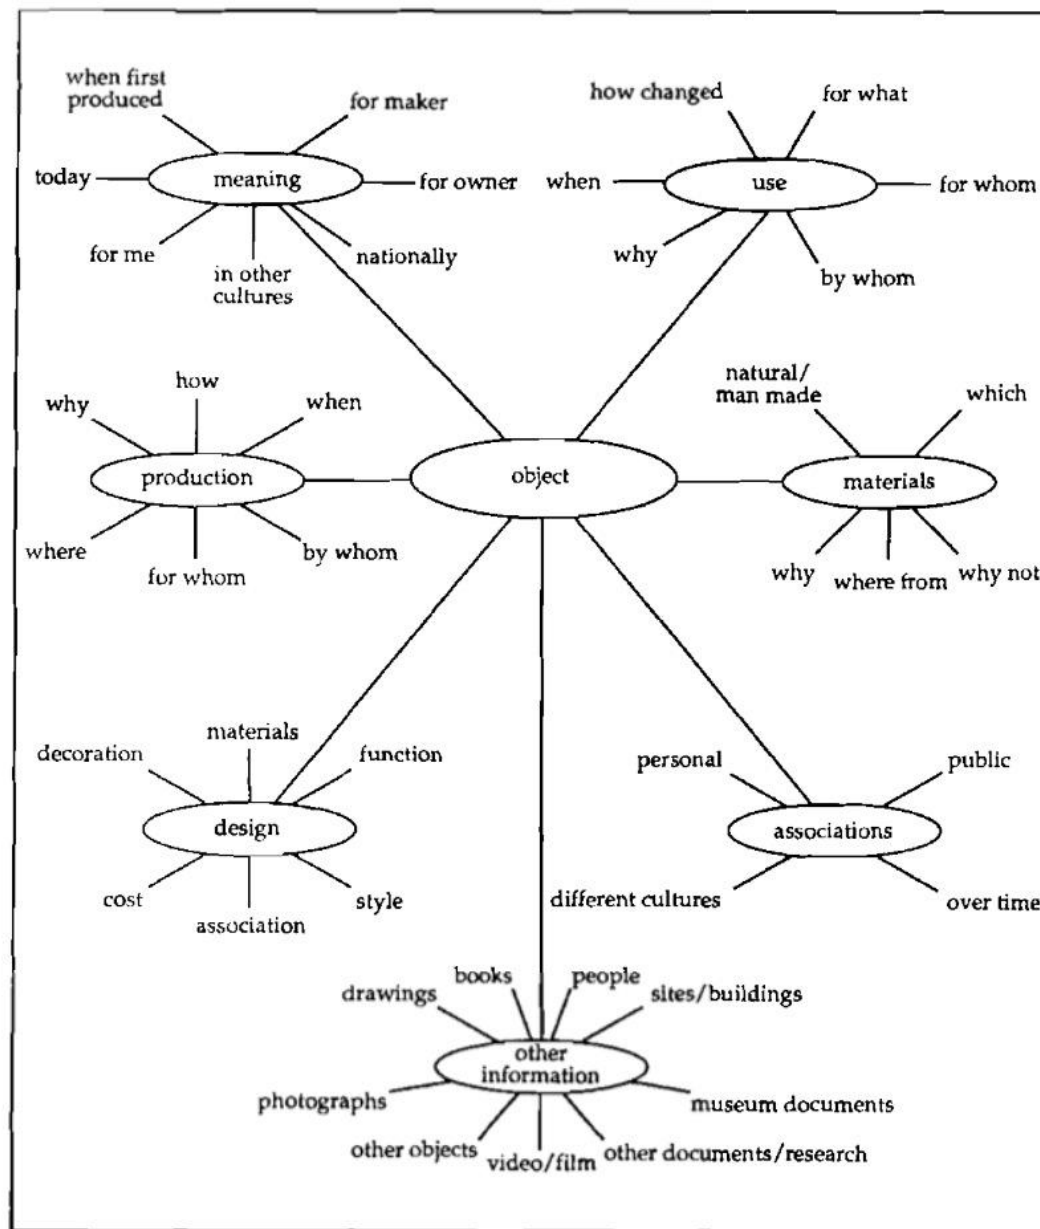 when first
produced
for maker
today
meaning
for owner
for me
in other
cultures
nationally
how changed
for what
when
use
for whom
why
by whom
how
why
when
production
where
for whom
by whom
object
natural/
man made
which
materials
why
where from
why not
materials
decoration
function
design
cost
association
style
personal
public
associations
different cultures
over time
books
people
drawings
sites/buildings
other
information
photographs
museum documents
other objects
video/film
other documents/research